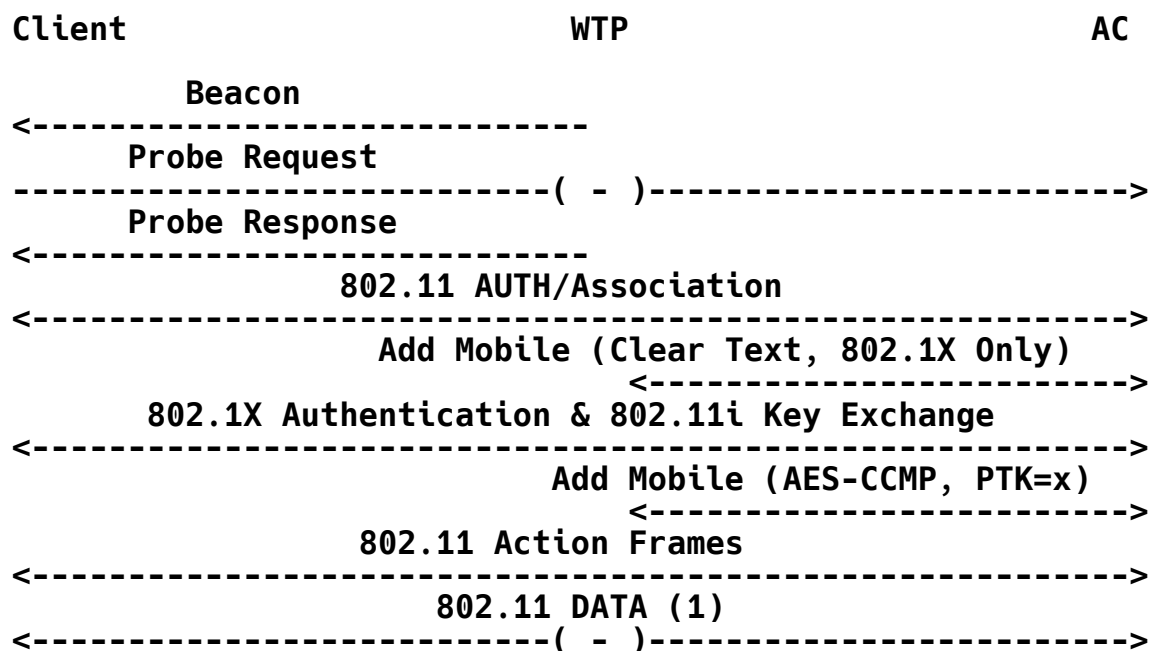 Client WTP AC
Beacon
<-----------------------------
Probe Request
----------------------------( - )------------------------->
Probe Response
<-----------------------------
802.11 AUTH/Association
<--------------------------------------------------------->
Add Mobile (Clear Text, 802.1X Only)
<------------------------->
802.1X Authentication & 802.11i Key Exchange
<--------------------------------------------------------->
Add Mobile (AES-CCMP, PTK=x)
<------------------------->
802.11 Action Frames
<--------------------------------------------------------->
802.11 DATA (1)
<---------------------------( - )------------------------->